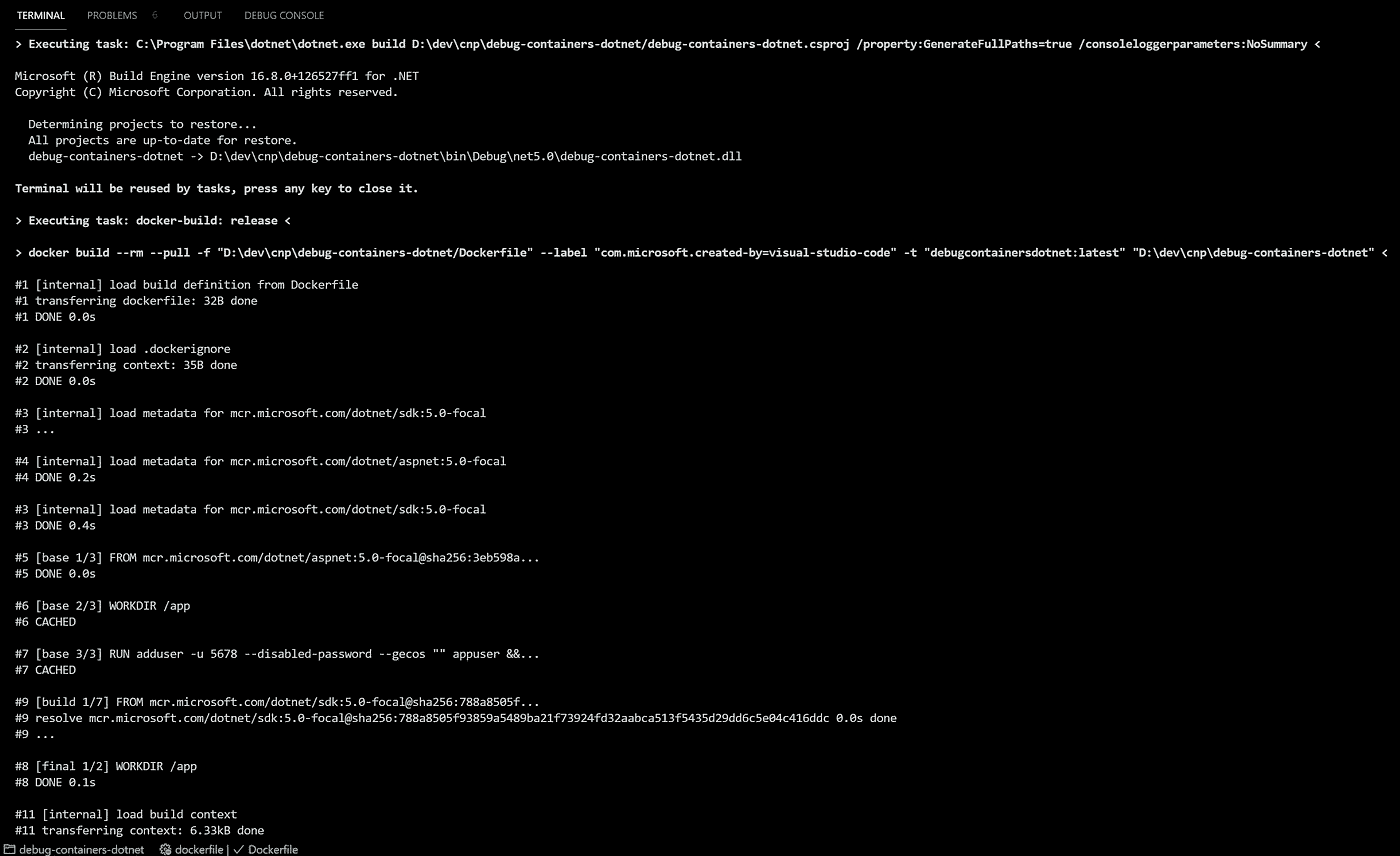 TERMINAL PROBLEMS 6 OUTPUT DEBUG CONSOLE
> Executing task: C:\Program Files\dotnet\dotnet.exe build D:\dev\cnp\debug-containers-dotnet/debug-containers-dotnet.csproj /property:GenerateFullPaths=true /consoleloggerparameters:NoSummary <
Microsoft (R) Build Engine version 16.8.0+126527ff1 for .NET
Copyright (C) Microsoft Corporation. All rights reserved.
Determining projects to restore...
All projects are up-to-date for restore.
debug-containers-dotnet -> D:\dev\cnp\debug-containers-dotnet\bin\Debug\net5.0\debug-containers-dotnet.dll
Terminal will be reused by tasks, press any key to close it.
> Executing task: docker-build: release <
> docker build --rm --pull -f "D:\dev\cnp\debug-containers-dotnet/Dockerfile" --label "com.microsoft.created-by=visual-studio-code" -t "debugcontainersdotnet:latest" "D:\dev\cnp\debug-containers-dotnet" <
#1 [internal] load build definition from Dockerfile
#1 transferring dockerfile: 32B done
#1 DONE 0.0s
#2 [internal] load .dockerignore
#2 transferring context: 35B done
#2 DONE 0.0s
#3 [internal] load metadata for mcr.microsoft.com/dotnet/sdk:5.0-focal
#3 ...
#4 [internal] load metadata for mcr.microsoft.com/dotnet/aspnet:5.0-focal
#4 DONE 0.2s
#3 [internal] load metadata for mcr.microsoft.com/dotnet/sdk:5.0-focal
#3 DONE 0.4s
#5 [base 1/3] FROM mcr.microsoft.com/dotnet/aspnet:5.0-focal@sha256:3eb598a...
#5 DONE 0.0s
#6 [base 2/3] WORKDIR /app
#6 CACHED
#7 [base 3/3] RUN adduser -u 5678 --disabled-password --gecos "" appuser &&...
#7 CACHED
#9 [build 1/7] FROM mcr.microsoft.com/dotnet/sdk:5.0-focal@sha256:788a8505f...
#9 resolve mcr.microsoft.com/dotnet/sdk:5.0-focal@sha256:788a8505f93859a5489ba21f73924fd32aabca513f5435d29dd6c5e04c416ddc 0.0s done
#9 ...
#8 [final 1/2] WORKDIR /app
#8 DONE 0.1s
#11 [internal] load build context
#11 transferring context: 6.33kB done
debug-containers-dotnet dockerfile | ✓ Dockerfile